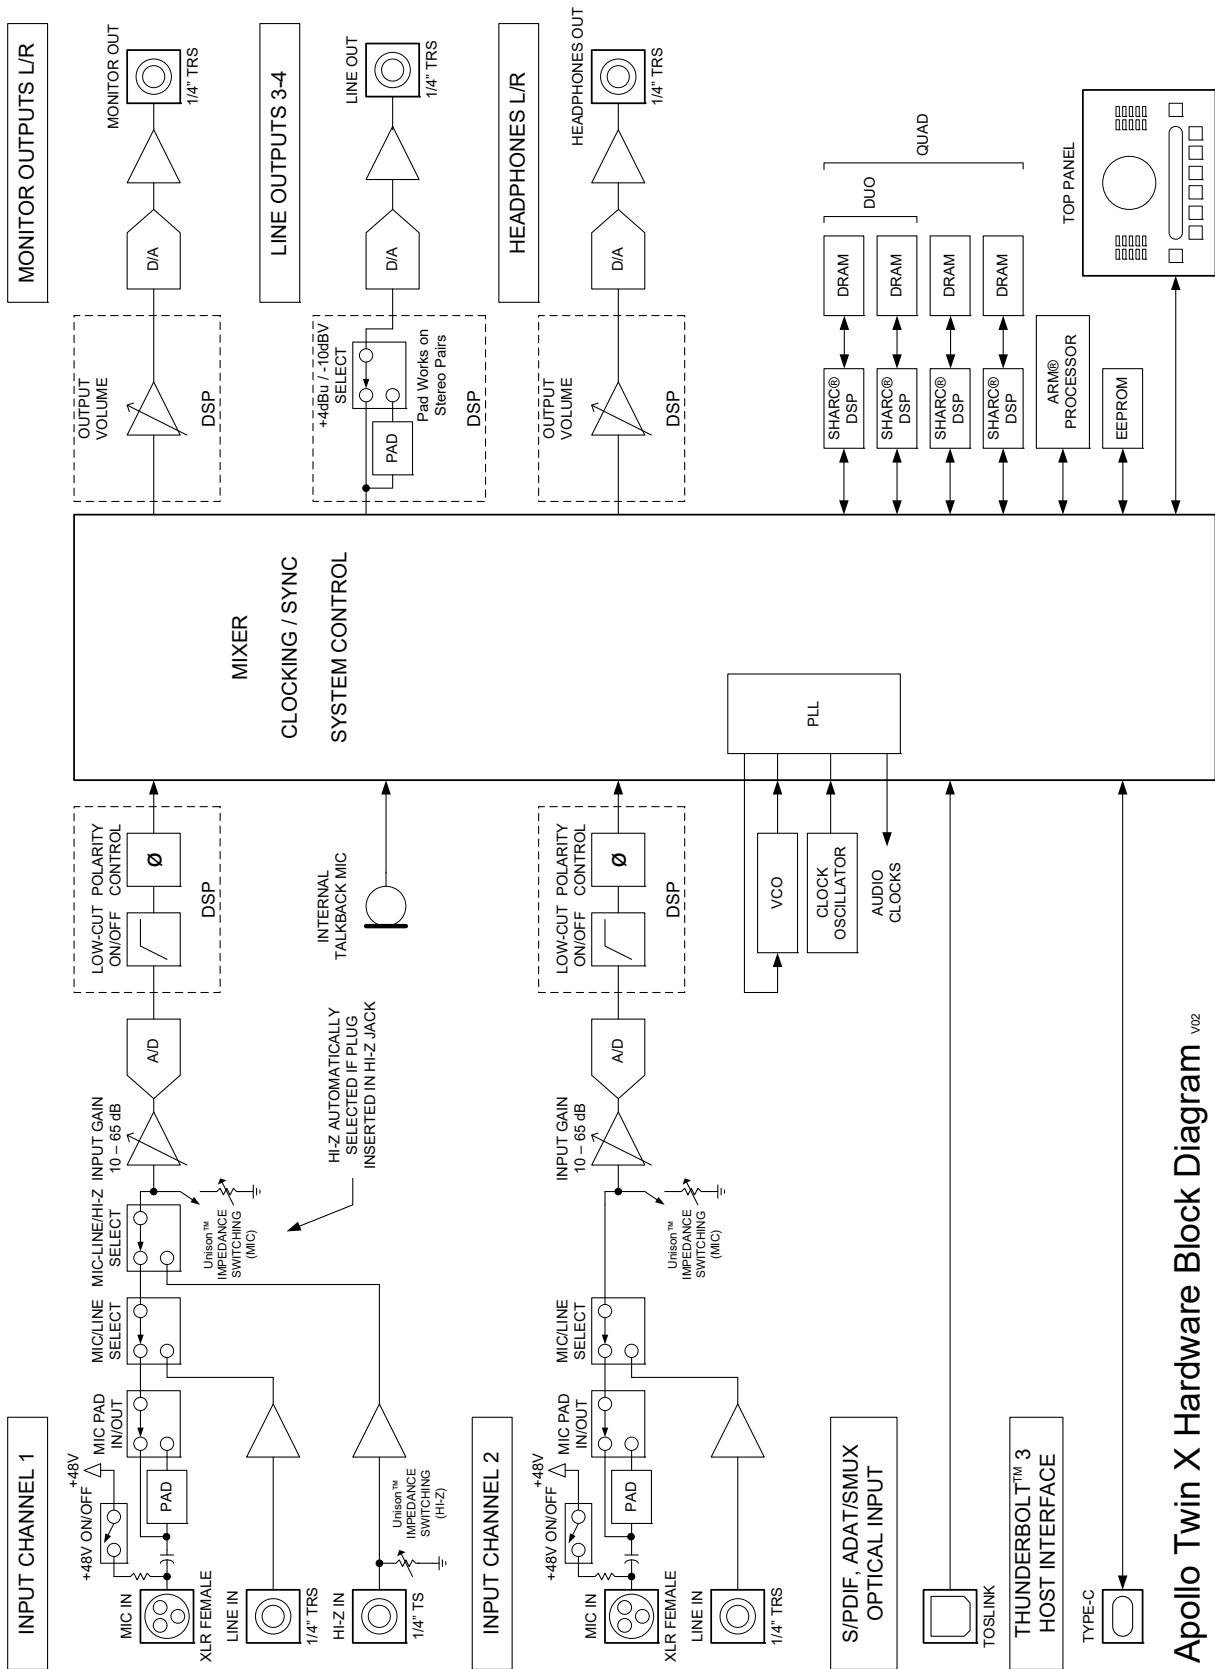 INPUT CHANNEL 1
+48V ON/OFF
+48V
MIC IN
XLR FEMALE
PAD
MIC PAD
IN/OUT
MIC/LINE
SELECT
MIC-LINE/HI-Z
SELECT
INPUT GAIN
10 – 65 dB
A/D
LOW-CUT
ON/OFF
POLARITY
CONTROL
Ø
DSP
LINE IN
1/4” TRS
HI-Z IN
1/4” TS
Unison™
IMPEDANCE
SWITCHING
(HI-Z)
Unison™
IMPEDANCE
SWITCHING
(MIC)
HI-Z AUTOMATICALLY
SELECTED IF PLUG
INSERTED IN HI-Z JACK
INTERNAL
TALKBACK MIC
INPUT CHANNEL 2
+48V ON/OFF
+48V
MIC IN
XLR FEMALE
PAD
MIC PAD
IN/OUT
MIC/LINE
SELECT
INPUT GAIN
10 – 65 dB
A/D
LOW-CUT
ON/OFF
POLARITY
CONTROL
Ø
DSP
LINE IN
1/4” TRS
Unison™
IMPEDANCE
SWITCHING
(MIC)
S/PDIF, ADAT/SMUX
OPTICAL INPUT
TOSLINK
THUNDERBOLT™ 3
HOST INTERFACE
TYPE-C
VCO
CLOCK
OSCILLATOR
AUDIO
CLOCKS
PLL
MIXER
CLOCKING / SYNC
SYSTEM CONTROL
MONITOR OUTPUTS L/R
OUTPUT
VOLUME
DSP
D/A
MONITOR OUT
1/4” TRS
LINE OUTPUTS 3-4
+4dBu / -10dBV
SELECT
PAD
Pad Works on
Stereo Pairs
DSP
D/A
LINE OUT
1/4” TRS
HEADPHONES L/R
OUTPUT
VOLUME
DSP
D/A
HEADPHONES OUT
1/4” TRS
SHARC®
DSP
DRAM
SHARC®
DSP
DRAM
SHARC®
DSP
DRAM
SHARC®
DSP
DRAM
DUO
QUAD
ARM®
PROCESSOR
EEPROM
TOP PANEL
Apollo Twin X Hardware Block Diagram V02